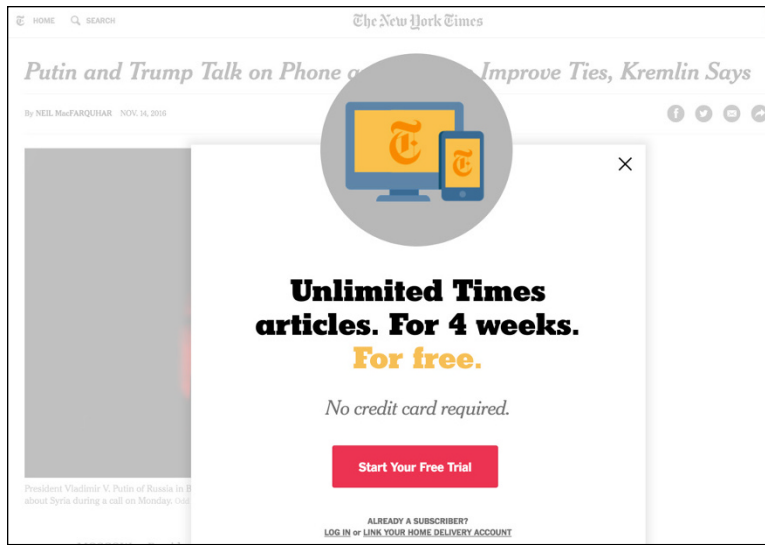 HOME SEARCH The New York Times
Putin and Trump Talk on Phone Improve Ties, Kremlin Says
By NEIL MacFARQUHAR NOV. 14, 2016
Unlimited Times
articles. For 4 weeks.
For free.
No credit card required.
Start Your Free Trial
President Vladimir V. Putin of Russia in
about Syria during a call on Monday.
ALREADY A SUBSCRIBER?
LOG IN or LINK YOUR HOME DELIVERY ACCOUNT